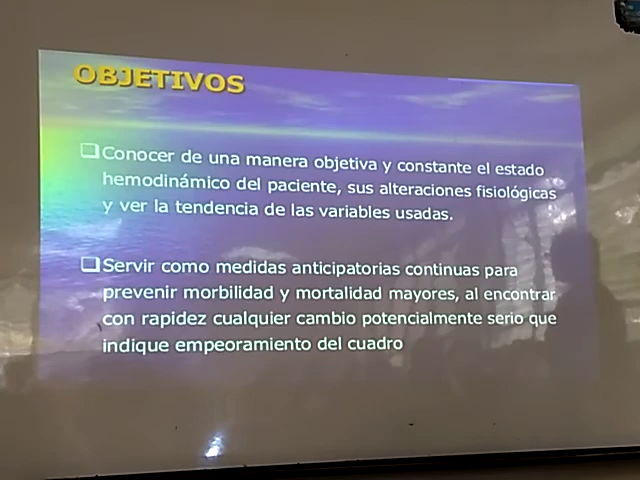 OBJETIVOS
Conocer de una manera objetiva y constante el estado
hemodinámico del paciente, sus alteraciones fisiológicas
y ver la tendencia de las variables usadas.
Servir como medidas anticipatorias continuas para
prevenir morbilidad y mortalidad mayores, al encontrar
con rapidez cualquier cambio potencialmente serio que
indique empeoramiento del cuadro